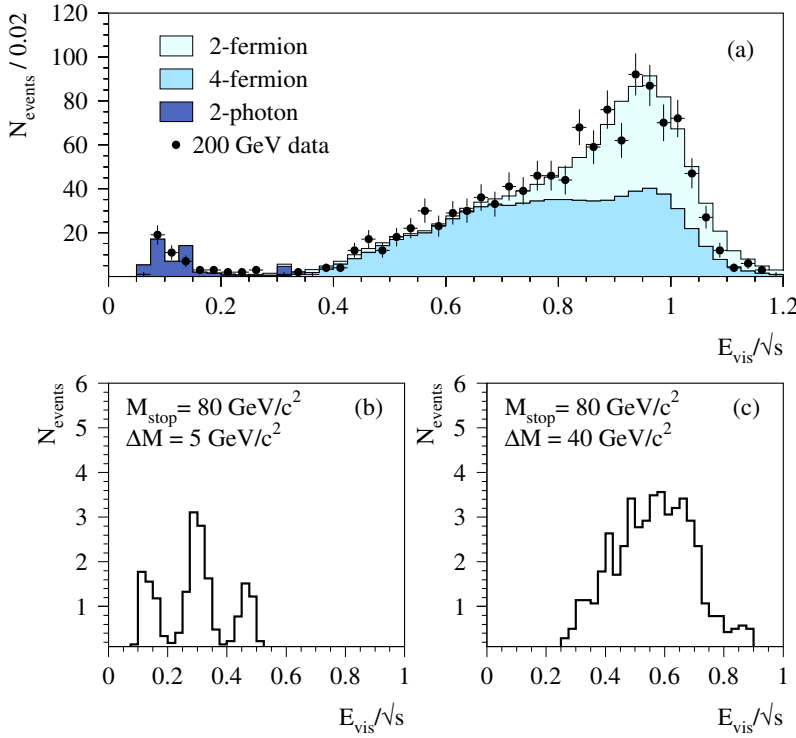 N_events / 0.02
120
100
80
60
40
20
(a)
2-fermion
4-fermion
2-photon
200 GeV data
0 0.2 0.4 0.6 0.8 1 1.2
E_vis/√s
N_events
6
5
4
3
2
1
M_stop= 80 GeV/c²
(b)
ΔM = 5 GeV/c²
0 0.2 0.4 0.6 0.8 1
E_vis/√s
N_events
6
5
4
3
2
1
M_stop= 80 GeV/c²
(c)
ΔM = 40 GeV/c²
0 0.2 0.4 0.6 0.8 1
E_vis/√s